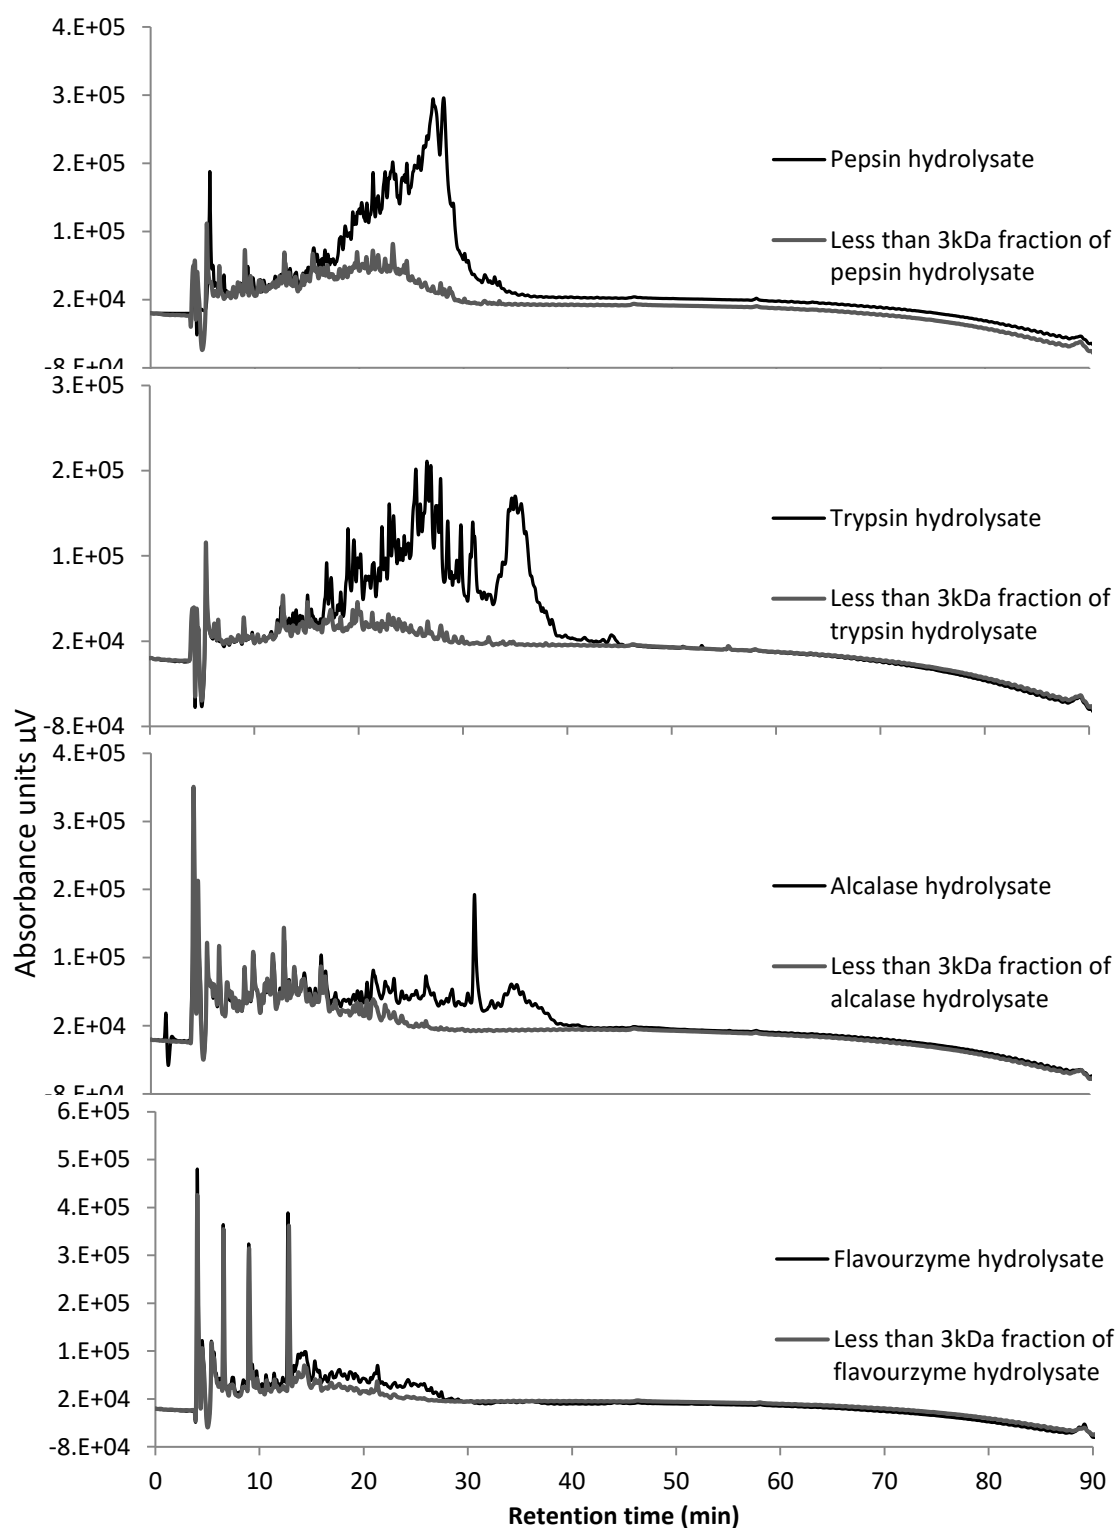 4.E+05
3.E+05
2.E+05
1.E+05
2.E+04
-8.E+04
Pepsin hydrolysate
Less than 3kDa fraction of
pepsin hydrolysate
3.E+05
2.E+05
1.E+05
2.E+04
-8.E+04
Trypsin hydrolysate
Less than 3kDa fraction of
trypsin hydrolysate
Absorbance units µV
4.E+05
3.E+05
2.E+05
1.E+05
2.E+04
-8.E+04
Alcalase hydrolysate
Less than 3kDa fraction of
alcalase hydrolysate
6.E+05
5.E+05
4.E+05
3.E+05
2.E+05
1.E+05
2.E+04
-8.E+04
Flavourzyme hydrolysate
Less than 3kDa fraction of
flavourzyme hydrolysate
0 10 20 30 40 50 60 70 80 90
Retention time (min)